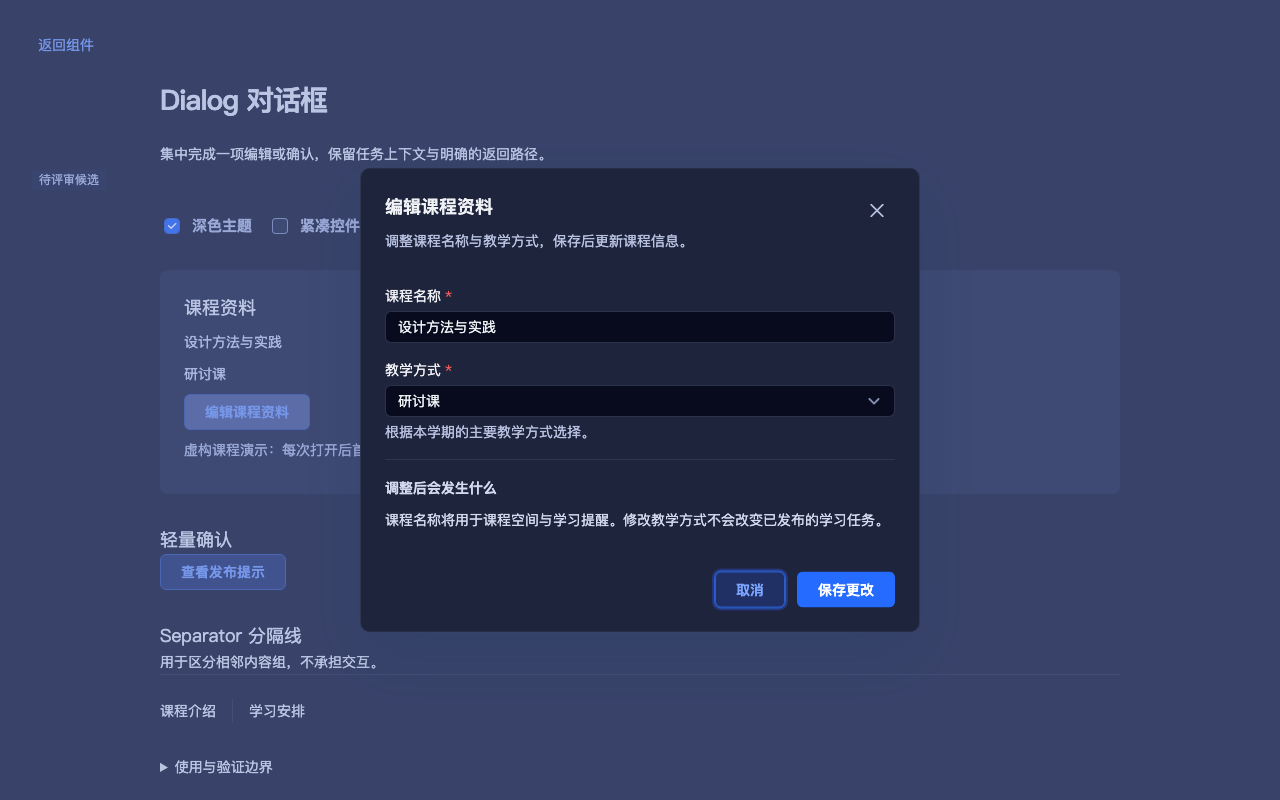 返回组件
Dialog 对话框
集中完成一项编辑或确认，保留任务上下文与明确的返回路径。
待评审候选
深色主题
紧凑控件
课程资料
设计方法与实践
研讨课
编辑课程资料
虚构课程演示：每次打开后首
轻量确认
查看发布提示
Separator 分隔线
用于区分相邻内容组，不承担交互。
课程介绍
学习安排
使用与验证边界
编辑课程资料
调整课程名称与教学方式，保存后更新课程信息。
课程名称 *
设计方法与实践
教学方式 *
研讨课
根据本学期的主要教学方式选择。
调整后会发生什么
课程名称将用于课程空间与学习提醒。修改教学方式不会改变已发布的学习任务。
取消
保存更改